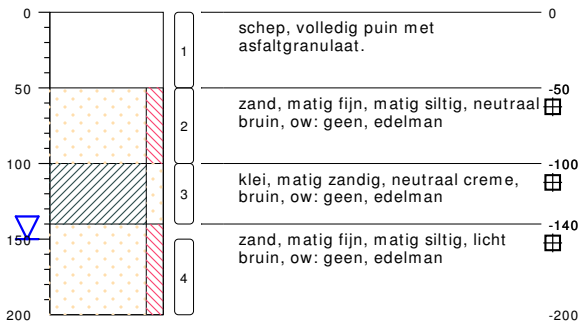 0
50
100
150
200
1
2
3
4
schep, volledig puin met
asfaltgranulaat.
zand, matig fijn, matig siltig, neutraal
bruin, ow: geen, edelman
klei, matig zandig, neutraal creme,
bruin, ow: geen, edelman
zand, matig fijn, matig siltig, licht
bruin, ow: geen, edelman
0
-50
-100
-140
-200